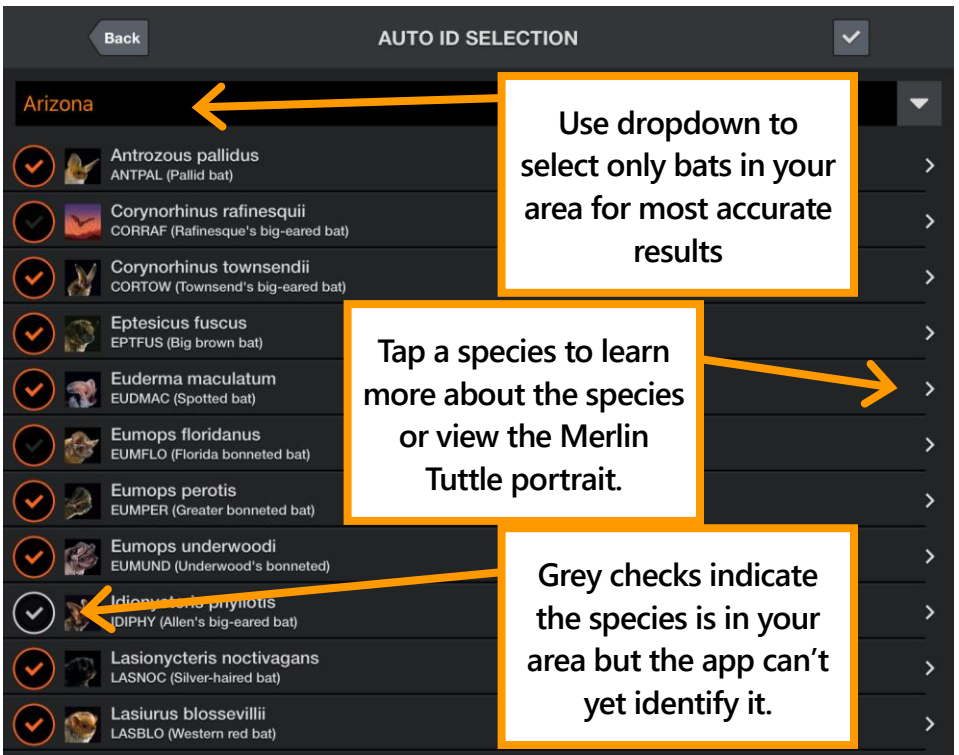 Back
AUTO ID SELECTION
Arizona
Use dropdown to
select only bats in your
area for most accurate
results
Antrozous pallidus
ANTPAL (Pallid bat)
Corynorhinus rafinesquii
CORRAF (Rafinesque's big-eared bat)
Corynorhinus townsendii
CORTOW (Townsend's big-eared bat)
Eptesicus fuscus
EPTFUS (Big brown bat)
Tap a species to learn
more about the species
or view the Merlin
Tuttle portrait.
Euderma maculatum
EUDMAC (Spotted bat)
Eumops floridanus
EUMFLO (Florida bonneted bat)
Eumops perotis
EUMPER (Greater bonneted bat)
Eumops underwoodi
EUMUND (Underwood's bonneted)
Grey checks indicate
the species is in your
area but the app can’t
yet identify it.
Idionycteris phyllotis
IDIPHY (Allen's big-eared bat)
Lasionycteris noctivagans
LASNOC (Silver-haired bat)
Lasiurus blossevillii
LASBLO (Western red bat)